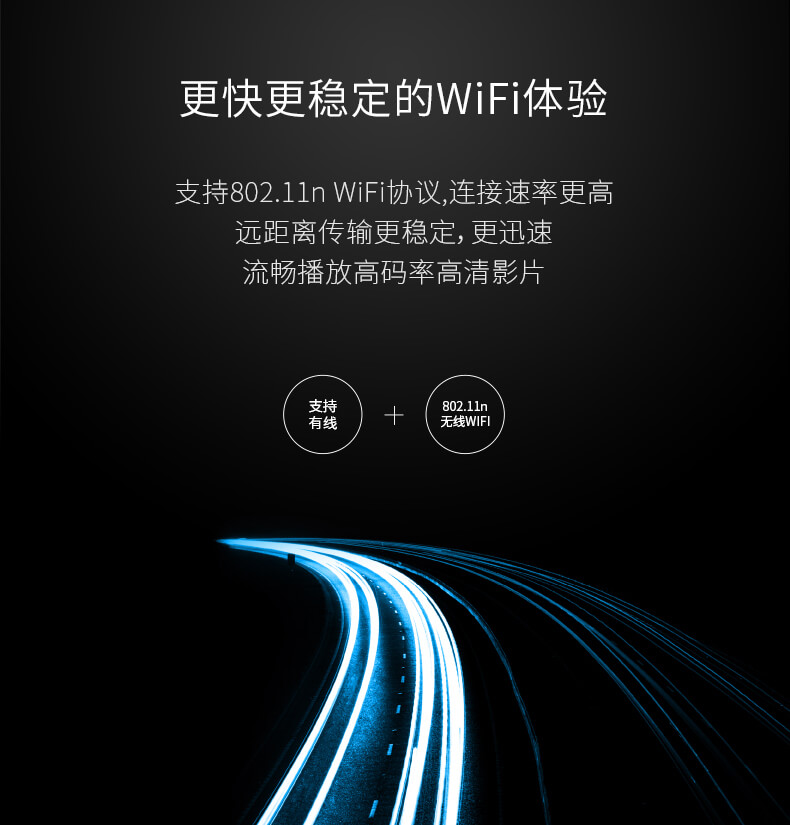 更快更稳定的WiFi体验
支持802.11n WiFi协议,连接速率更高
远距离传输更稳定，更迅速
流畅播放高码率高清影片
支持
有线
+
802.11n
无线WIFI